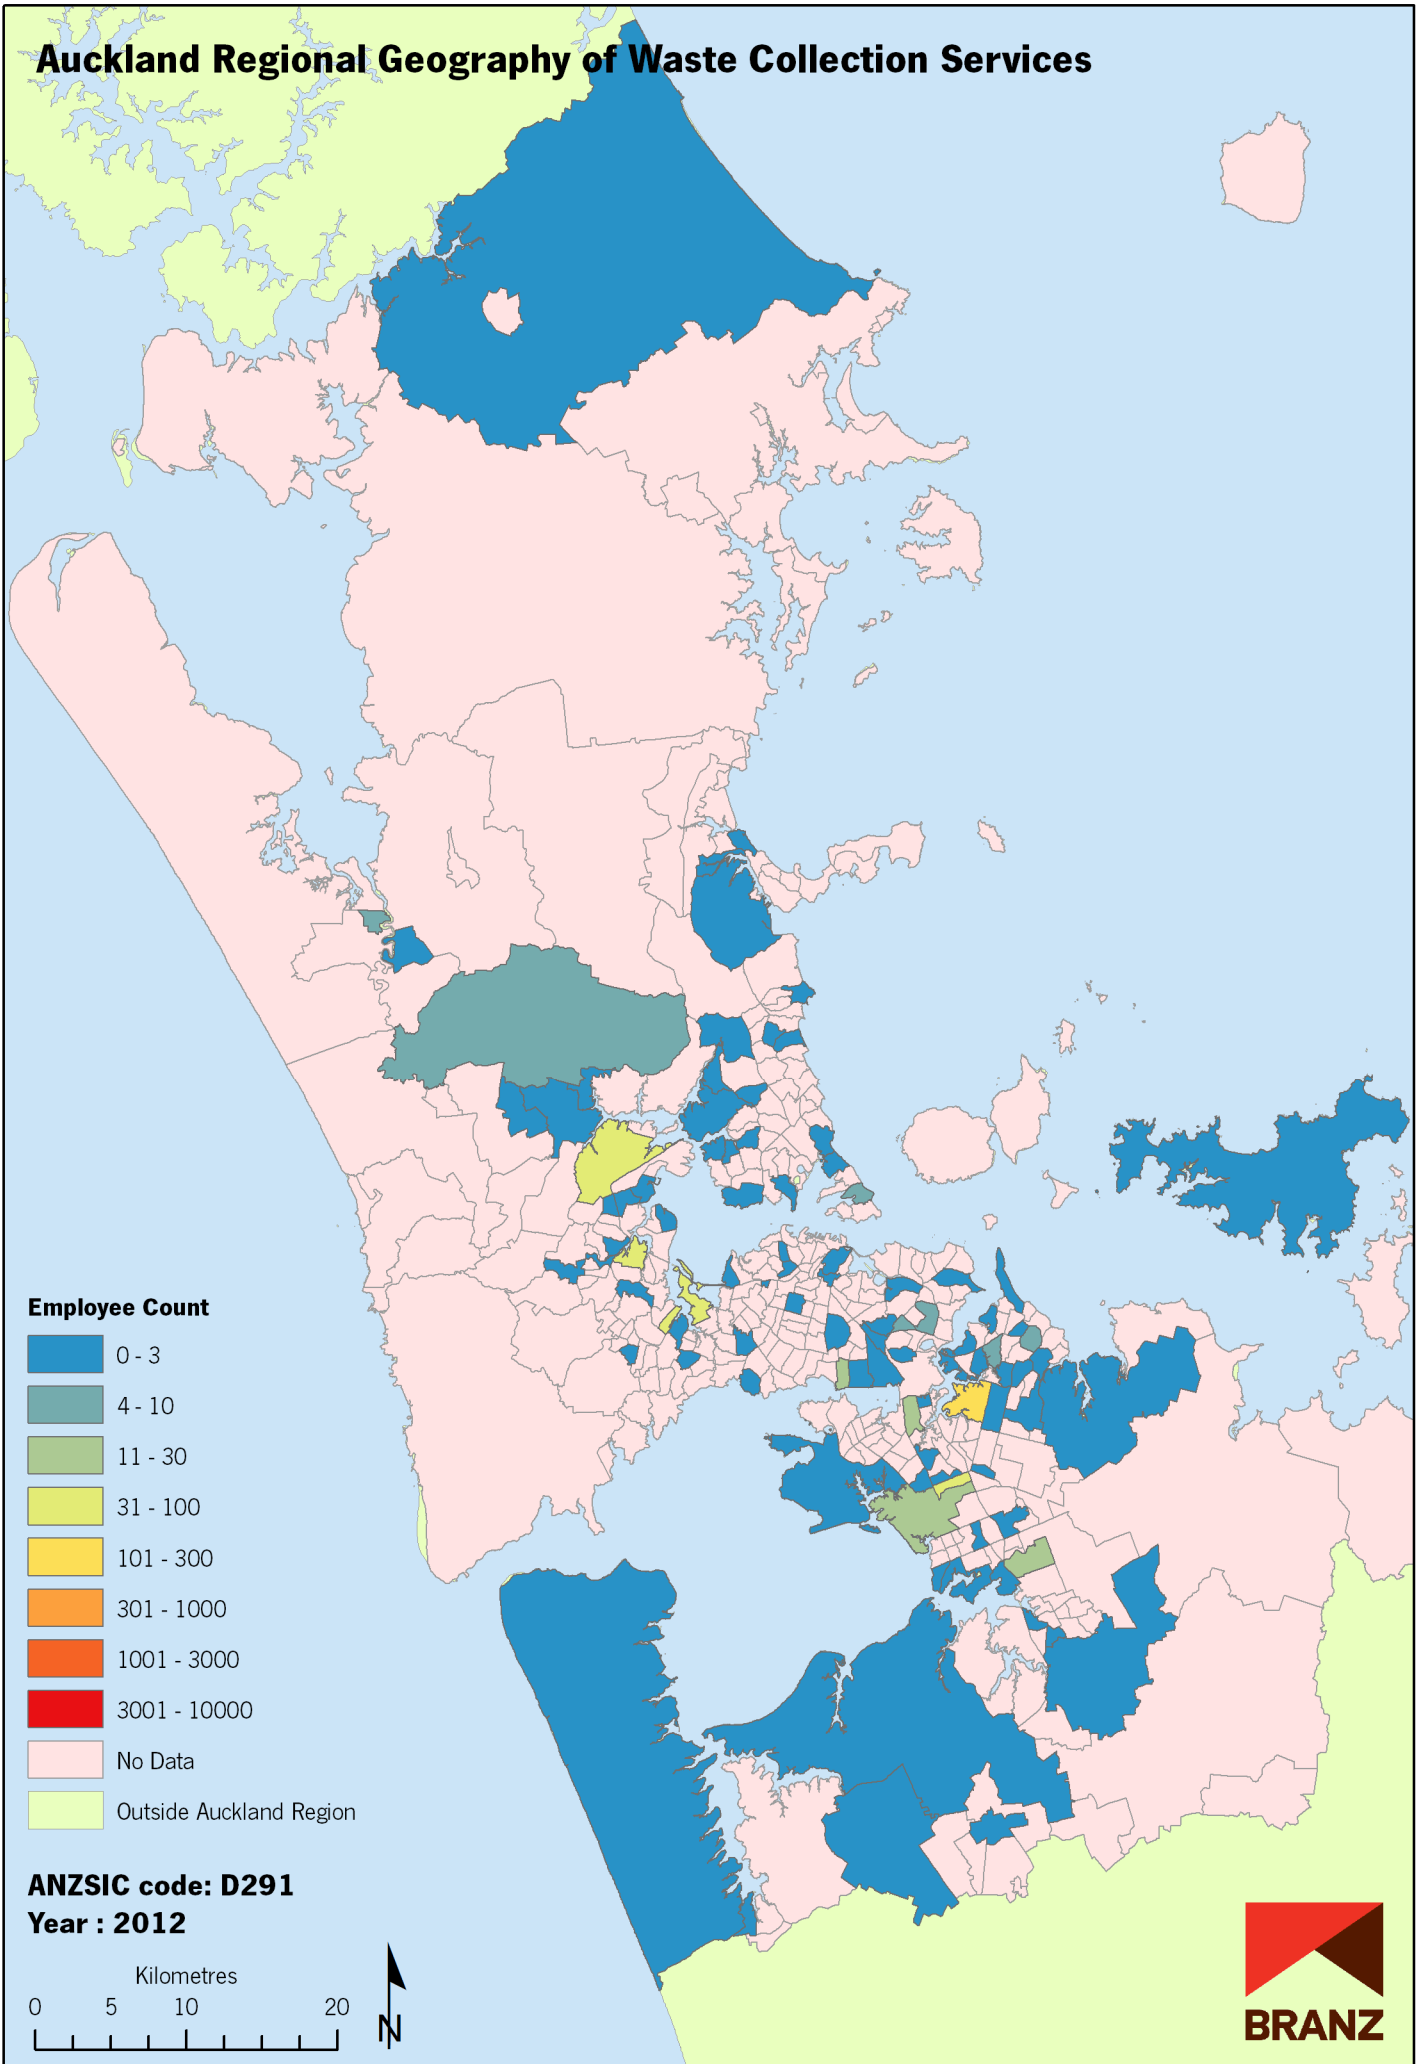 Auckland Regional Geography of Waste Collection Services
Employee Count
0 - 3
4 - 10
11 - 30
31 - 100
101 - 300
301 - 1000
1001 - 3000
3001 - 10000
No Data
Outside Auckland Region
ANZSIC code: D291
Year : 2012
Kilometres
0 5 10 20
N
BRANZ